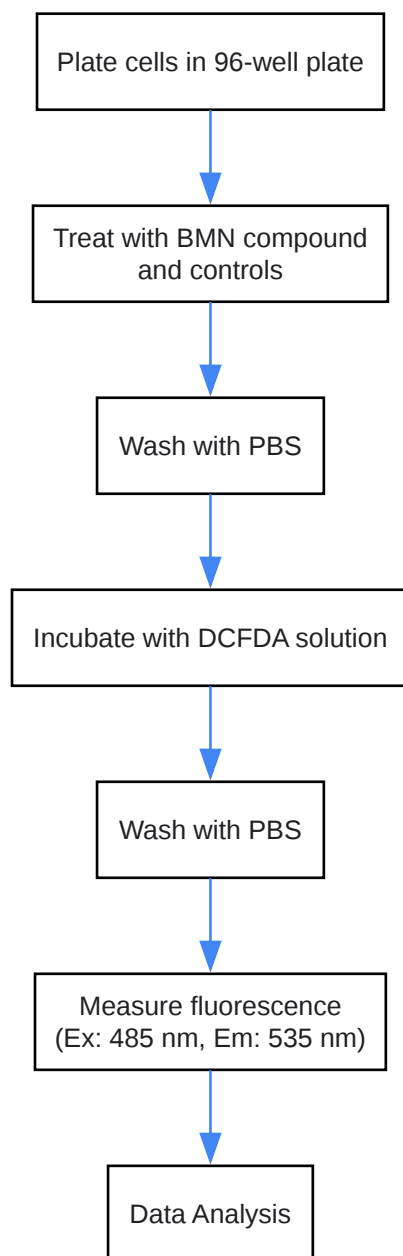 Plate cells in 96-well plate
Treat with BMN compound
and controls
Wash with PBS
Incubate with DCFDA solution
Wash with PBS
Measure fluorescence
(Ex: 485 nm, Em: 535 nm)
Data Analysis